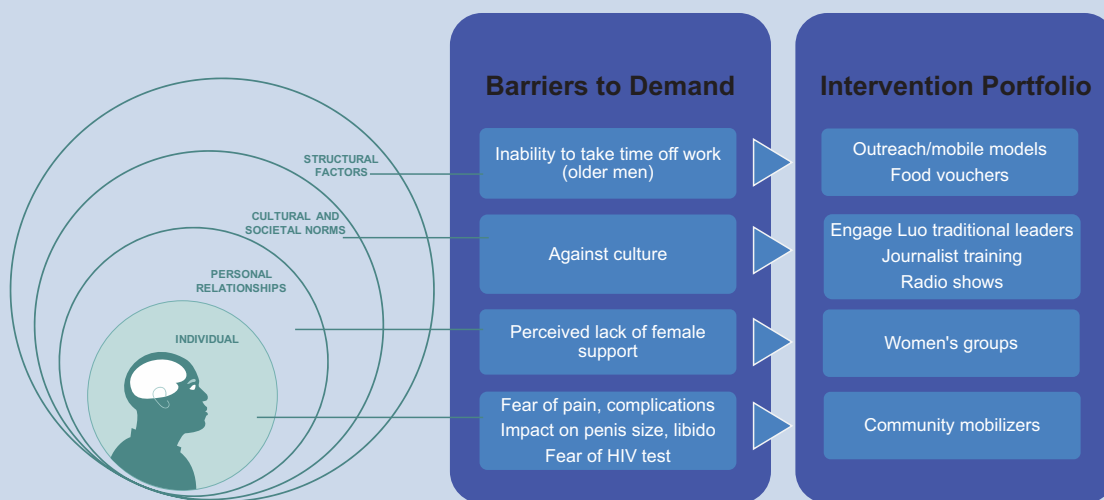 STRUCTURAL
FACTORS
CULTURAL AND
SOCIETAL NORMS
PERSONAL
RELATIONSHIPS
INDIVIDUAL
Barriers to Demand
Inability to take time off work
(older men)
Against culture
Perceived lack of female
support
Fear of pain, complications
Impact on penis size, libido
Fear of HIV test
Intervention Portfolio
Outreach/mobile models
Food vouchers
Engage Luo traditional leaders
Journalist training
Radio shows
Women's groups
Community mobilizers